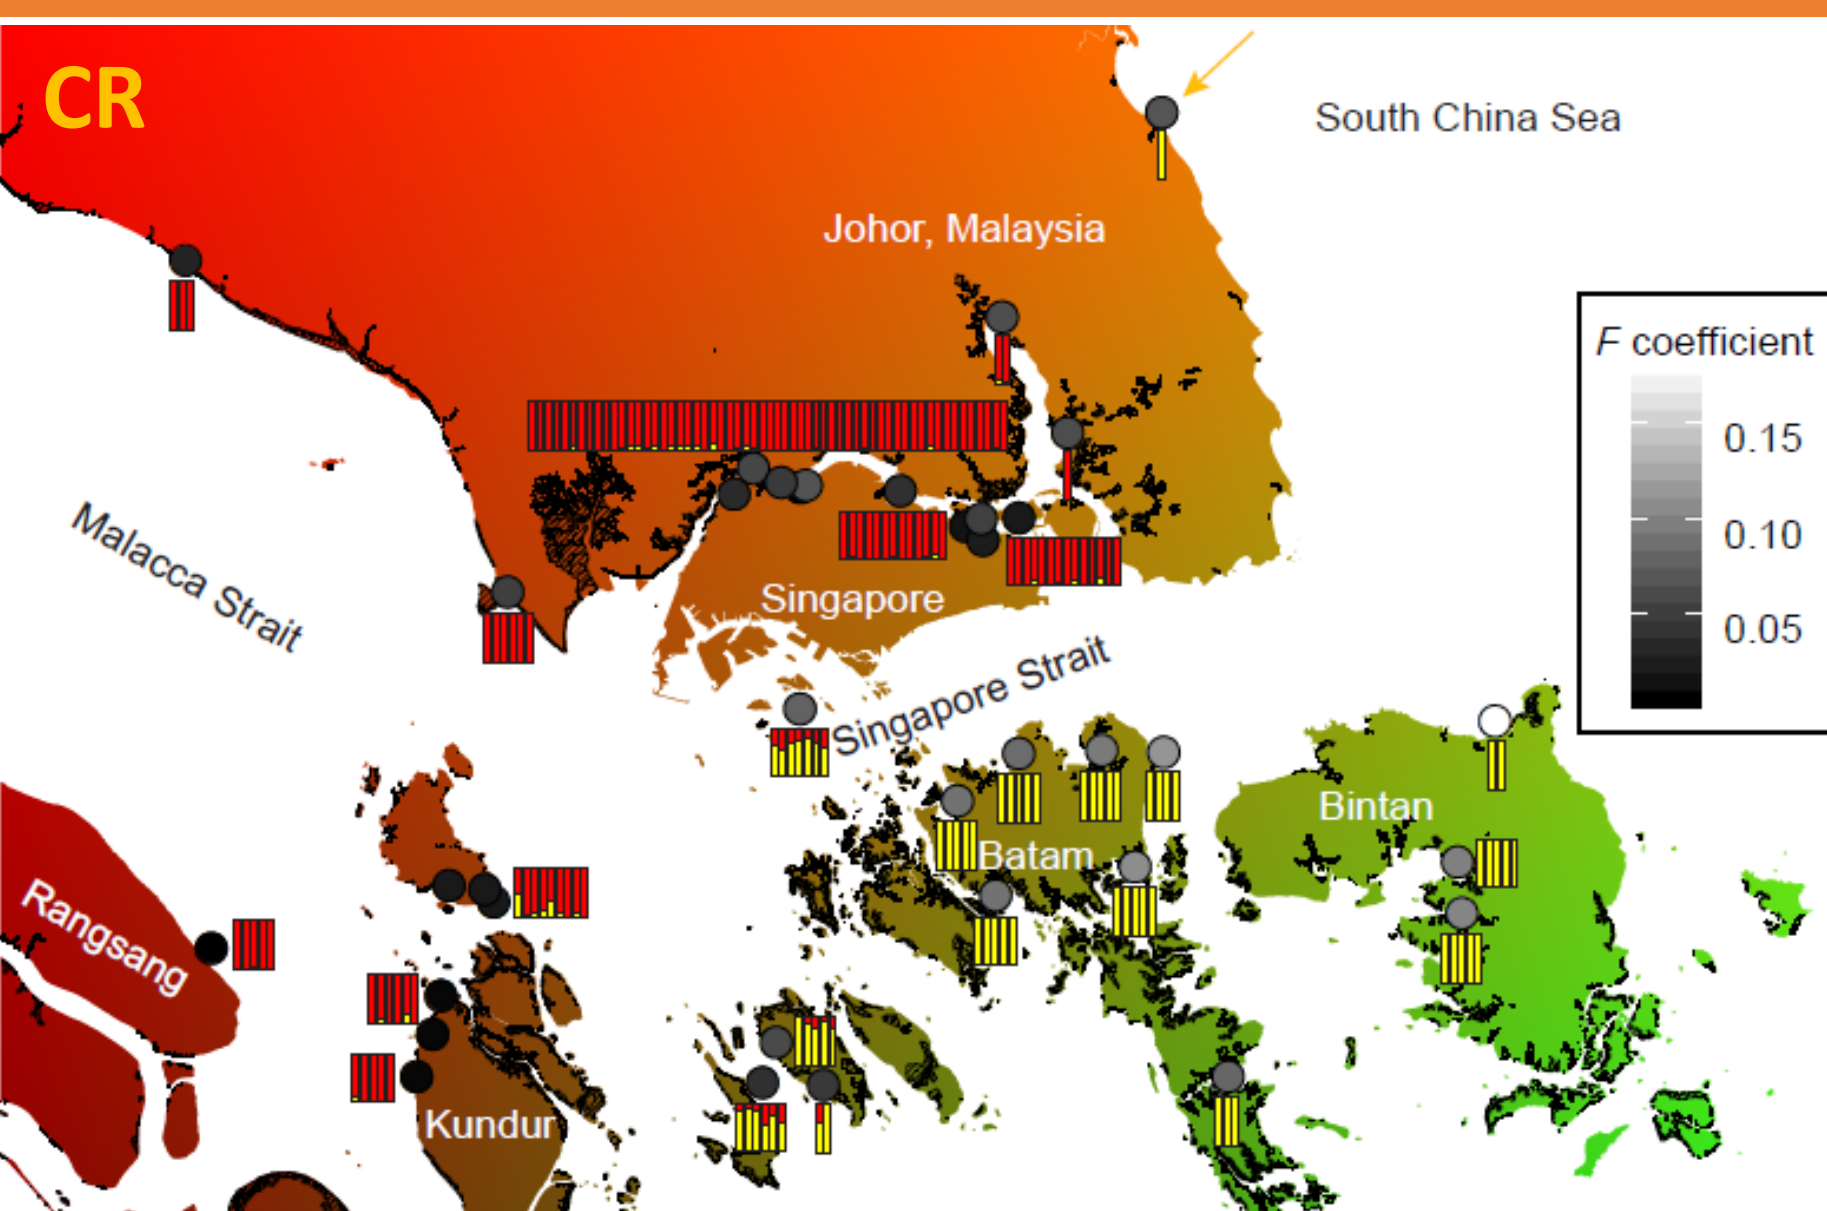 CR
South China Sea
Johor, Malaysia
F coefficient
0.15
0.10
0.05
Malacca Strait
Singapore
Singapore Strait
Bintan
Batam
Rangsang
Kundur